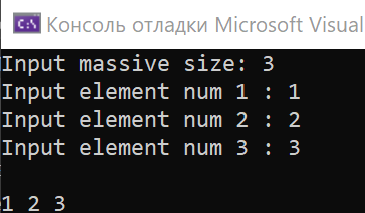 Консоль отладки Microsoft Visual
Input massive size: 3
Input element num 1 : 1
Input element num 2 : 2
Input element num 3 : 3
1 2 3